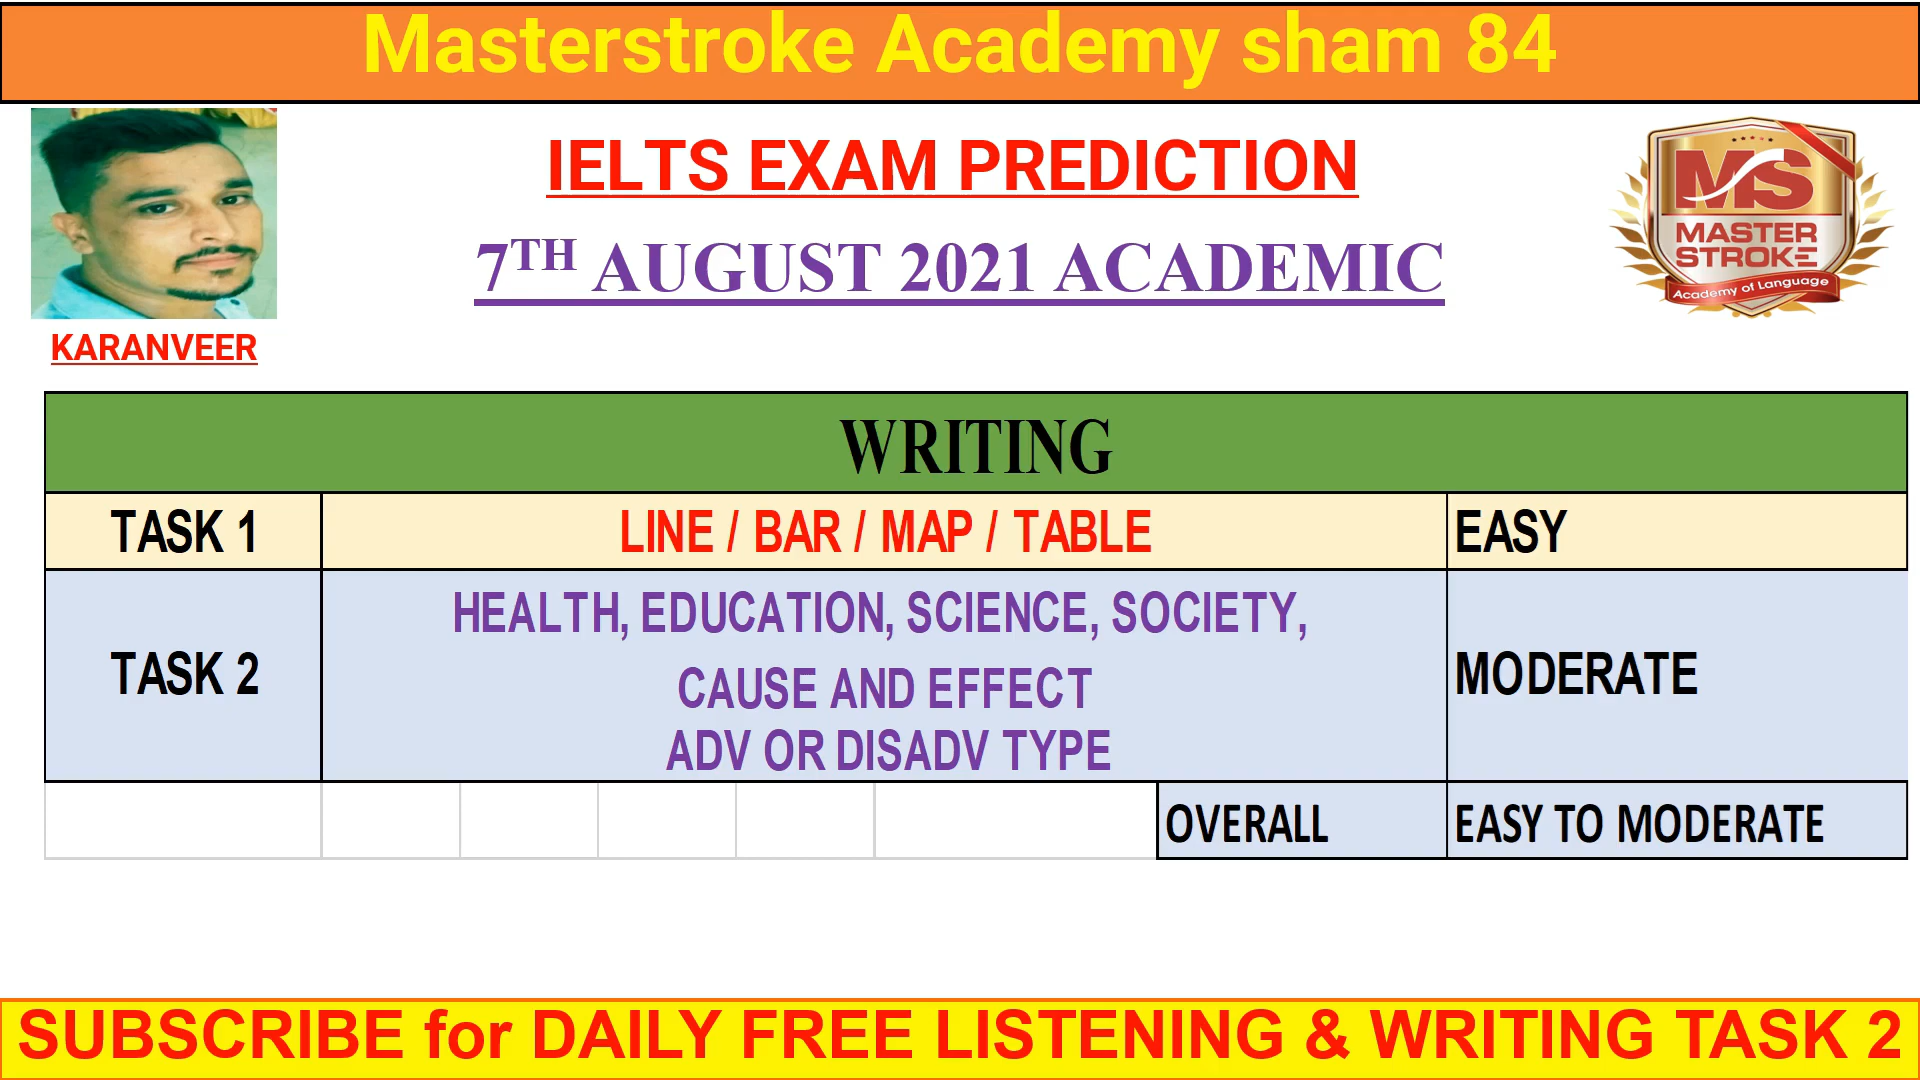 Masterstroke Academy sham 84
IELTS EXAM PREDICTION
7TH AUGUST 2021 ACADEMIC
MS
MASTER
STROKE
Academy of Language
KARANVEER
WRITING
TASK 1 LINE / BAR / MAP / TABLE EASY
TASK 2 HEALTH, EDUCATION, SCIENCE, SOCIETY,
CAUSE AND EFFECT
ADV OR DISADV TYPE
MODERATE
OVERALL EASY TO MODERATE
SUBSCRIBE for DAILY FREE LISTENING & WRITING TASK 2